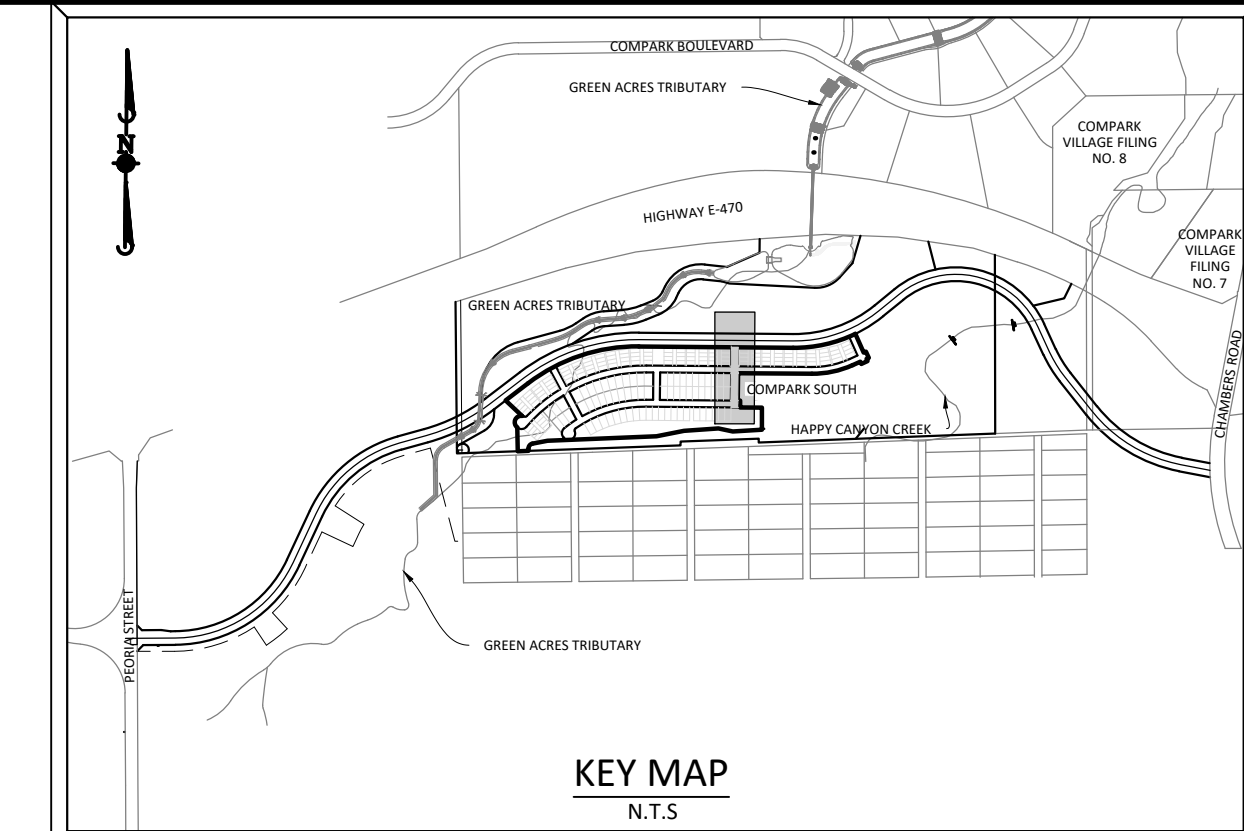 COMPARK BOULEVARD
GREEN ACRES TRIBUTARY
N
COMPARK
VILLAGE FILING
NO. 8
HIGHWAY E-470
COMPARK
VILLAGE
FILING
NO. 7
GREEN ACRES TRIBUTARY
COMPARK SOUTH
HAPPY CANYON CREEK
CHAMBERS ROAD
PEORIA STREET
GREEN ACRES TRIBUTARY
KEY MAP
N.T.S